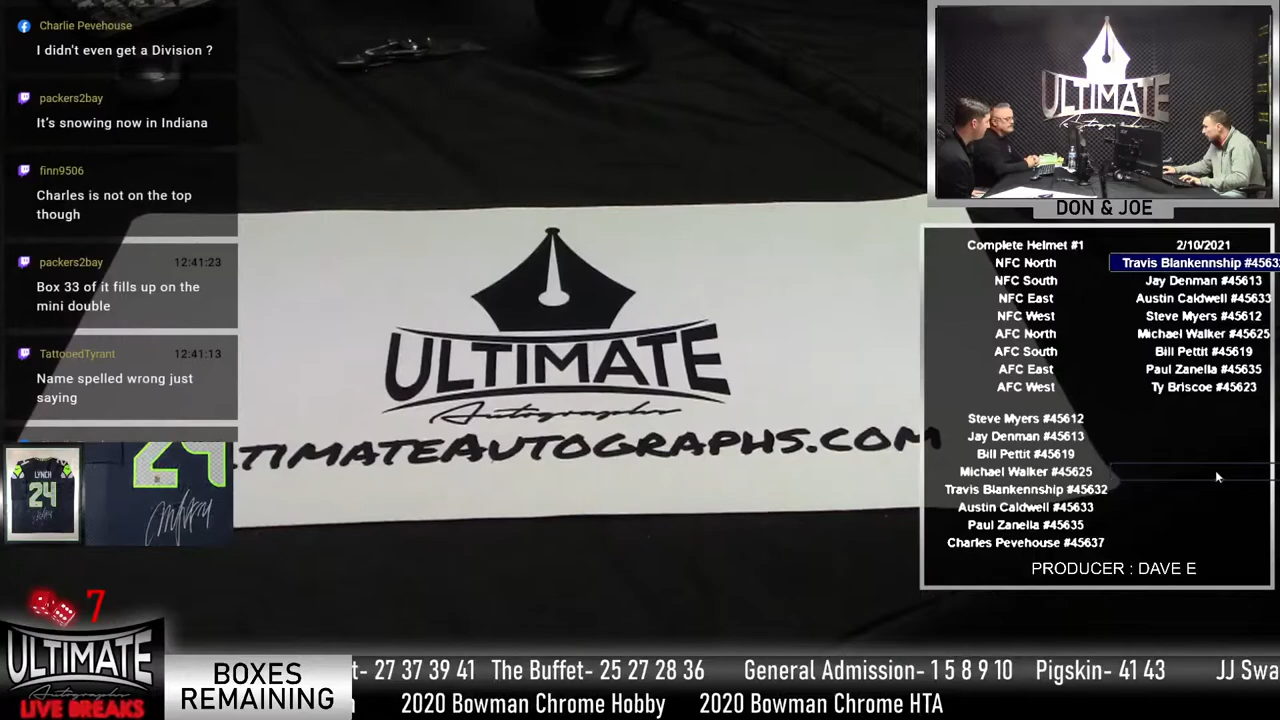 Charlie Pevehouse
I didn't even get a Division ?
packers2bay
It's snowing now in Indiana
finn9506
Charles is not on the top
though
packers2bay 12:41:23
Box 33 of it fills up on the
mini double
TattooedTyrant 12:41:13
Name spelled wrong just
saying
LYNCH
24
24
7
ULTIMATE
Autographs
LIVE BREAKS
ULTIMATE
Autographs
LTIMATEAUTOGRAPHS.COM
ULTIMATE
Autographs
DON & JOE
Complete Helmet #1 2/10/2021
NFC North Travis Blankennship #4563
NFC South Jay Denman #45613
NFC East Austin Caldwell #45633
NFC West Steve Myers #45612
AFC North Michael Walker #45625
AFC South Bill Pettit #45619
AFC East Paul Zanella #45635
AFC West Ty Briscoe #45623
Steve Myers #45612
Jay Denman #45613
Bill Pettit #45619
Michael Walker #45625
Travis Blankennship #45632
Austin Caldwell #45633
Paul Zanella #45635
Charles Pevehouse #45637
PRODUCER : DAVE E
BOXES
REMAINING
t- 27 37 39 41 The Buffet- 25 27 28 36 General Admission- 1 5 8 9 10 Pigskin- 41 43 JJ Swa
2020 Bowman Chrome Hobby 2020 Bowman Chrome HTA